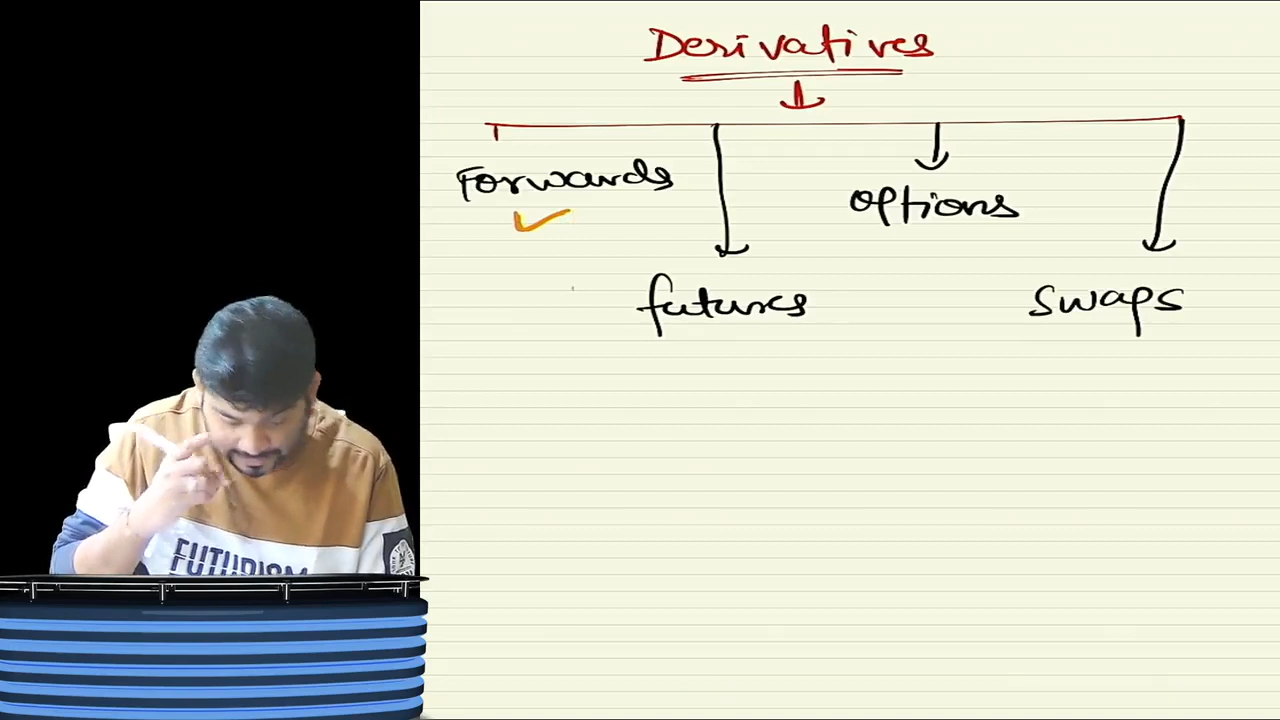 Derivatives
Forwards
options
futures
swaps
FUTURISM